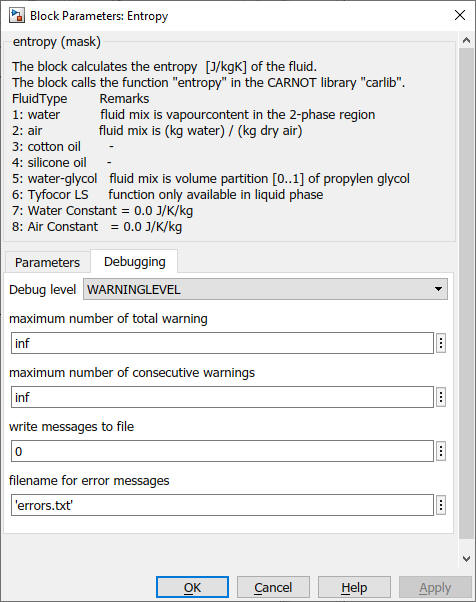 Block Parameters: Entropy
entropy (mask)
The block calculates the entropy [J/kgK] of the fluid.
The block calls the function "entropy" in the CARNOT library "carlib".
FluidType Remarks
1: water fluid mix is vapourcontent in the 2-phase region
2: air fluid mix is (kg water) / (kg dry air)
3: cotton oil -
4: silicone oil -
5: water-glycol fluid mix is volume partition [0..1] of propylen glycol
6: Tyfocor LS function only available in liquid phase
7: Water Constant = 0.0 J/K/kg
8: Air Constant = 0.0 J/K/kg
Parameters Debugging
Debug level WARNINGLEVEL
maximum number of total warning
inf
maximum number of consecutive warnings
inf
write messages to file
0
filename for error messages
'errors.txt'
OK Cancel Help Apply